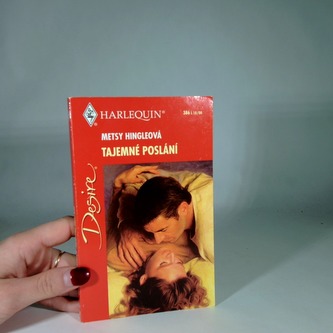 HARLEQUIN®
METSY HINGLEOVÁ
TAJEMNÉ POSLÁNÍ
Desire